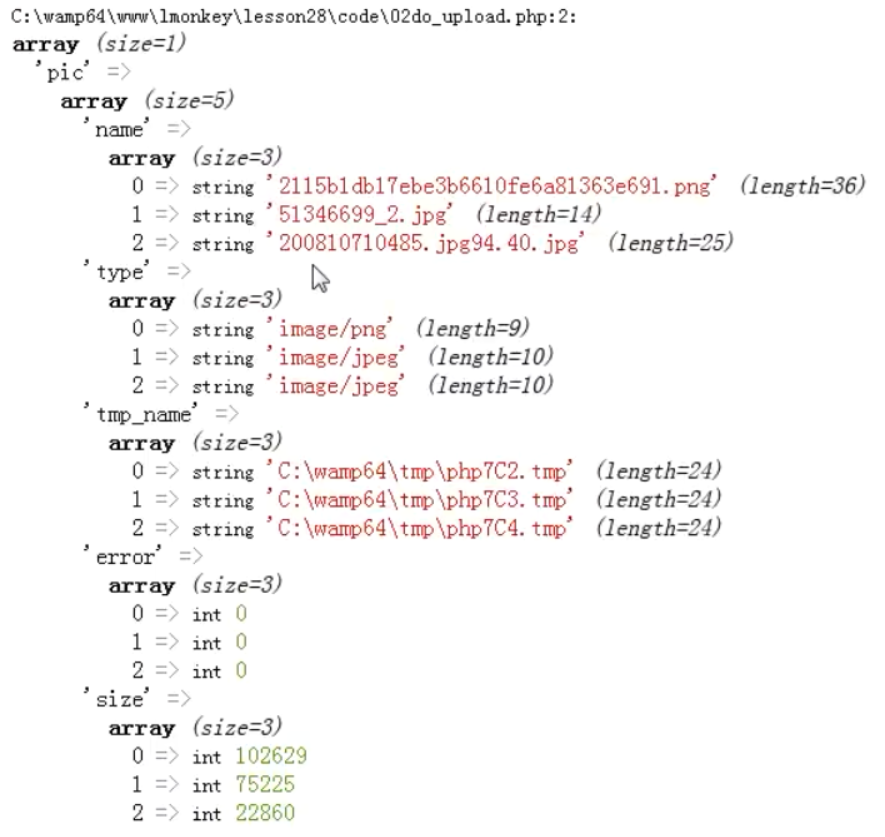 C:\wamp64\www\lmonkey\lesson28\code\02do_upload.php:2:
array (size=1)
'pic' =>
array (size=5)
'name' =>
array (size=3)
0 => string '2115b1db17ebe3b6610fe6a81363e691.png' (length=36)
1 => string '51346699_2.jpg' (length=14)
2 => string '200810710485.jpg94.40.jpg' (length=25)
'type' =>
array (size=3)
0 => string 'image/png' (length=9)
1 => string 'image/jpeg' (length=10)
2 => string 'image/jpeg' (length=10)
'tmp_name' =>
array (size=3)
0 => string 'C:\wamp64\tmp\php7C2.tmp' (length=24)
1 => string 'C:\wamp64\tmp\php7C3.tmp' (length=24)
2 => string 'C:\wamp64\tmp\php7C4.tmp' (length=24)
'error' =>
array (size=3)
0 => int 0
1 => int 0
2 => int 0
'size' =>
array (size=3)
0 => int 102629
1 => int 75225
2 => int 22860